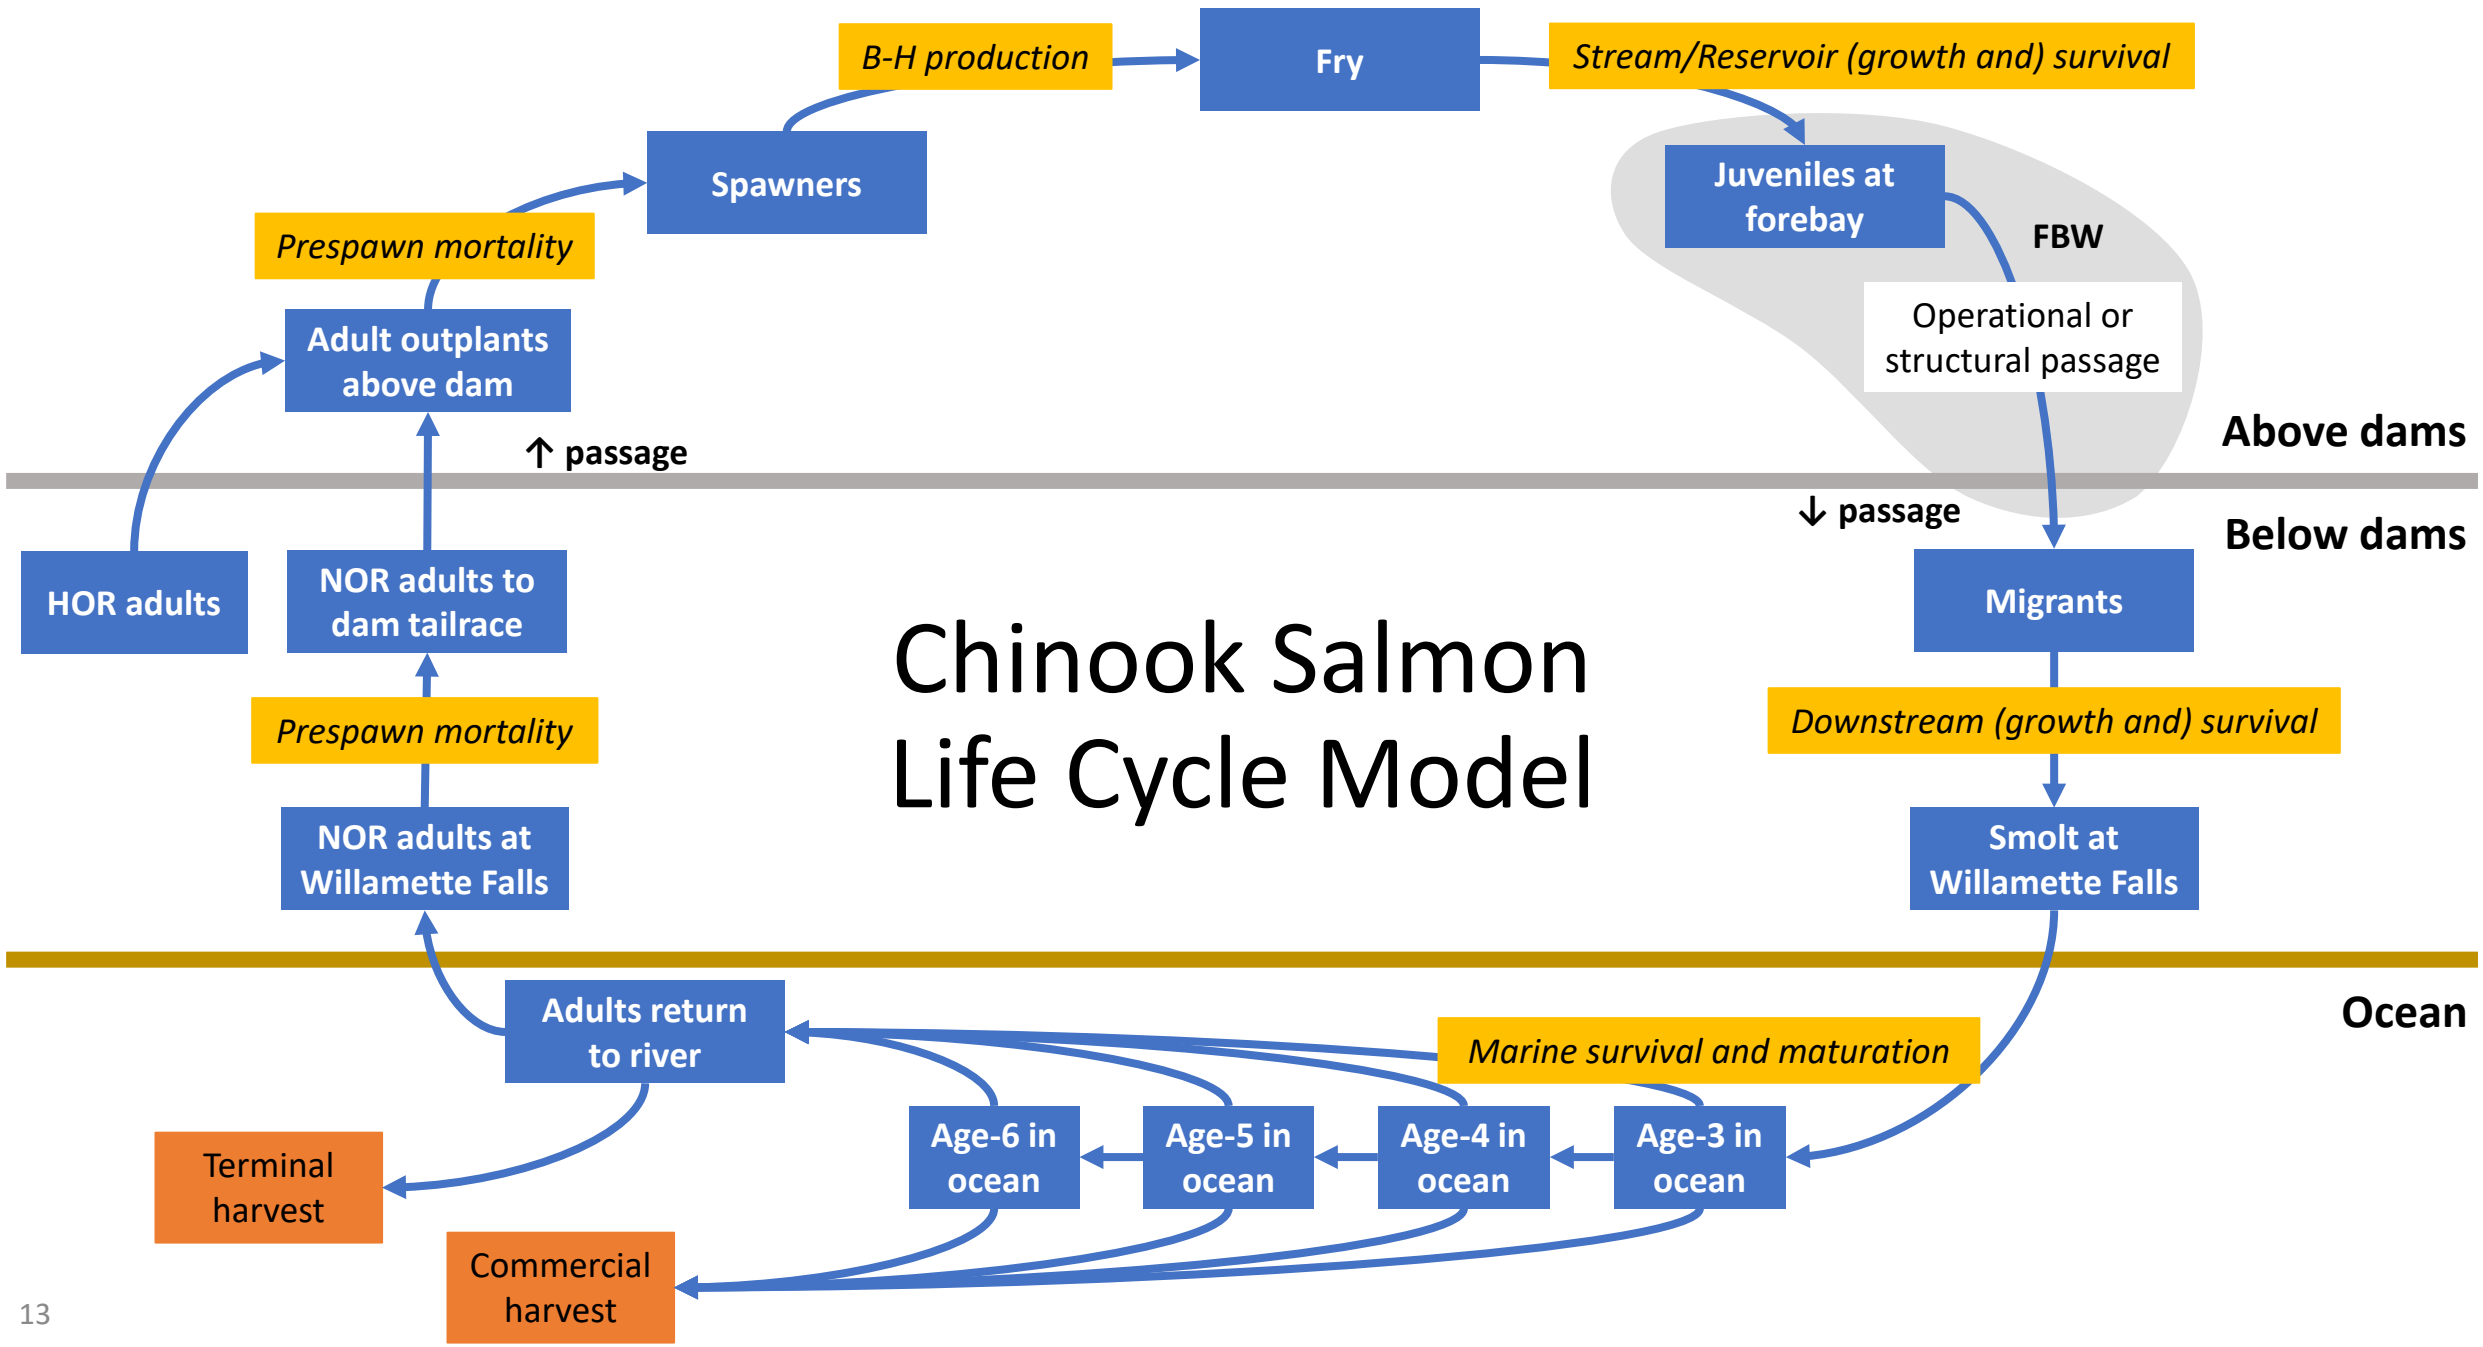 B-H production
Fry
Stream/Reservoir (growth and) survival
Spawners
Juveniles at
forebay
FBW
Prespawn mortality
Operational or
structural passage
Adult outplants
above dam
↑ passage
Above dams
↓ passage
Below dams
HOR adults
NOR adults to
dam tailrace
Migrants
Chinook Salmon
Life Cycle Model
Prespawn mortality
Downstream (growth and) survival
NOR adults at
Willamette Falls
Smolt at
Willamette Falls
Ocean
Adults return
to river
Marine survival and maturation
Age-6 in
ocean
Age-5 in
ocean
Age-4 in
ocean
Age-3 in
ocean
Terminal
harvest
Commercial
harvest
13